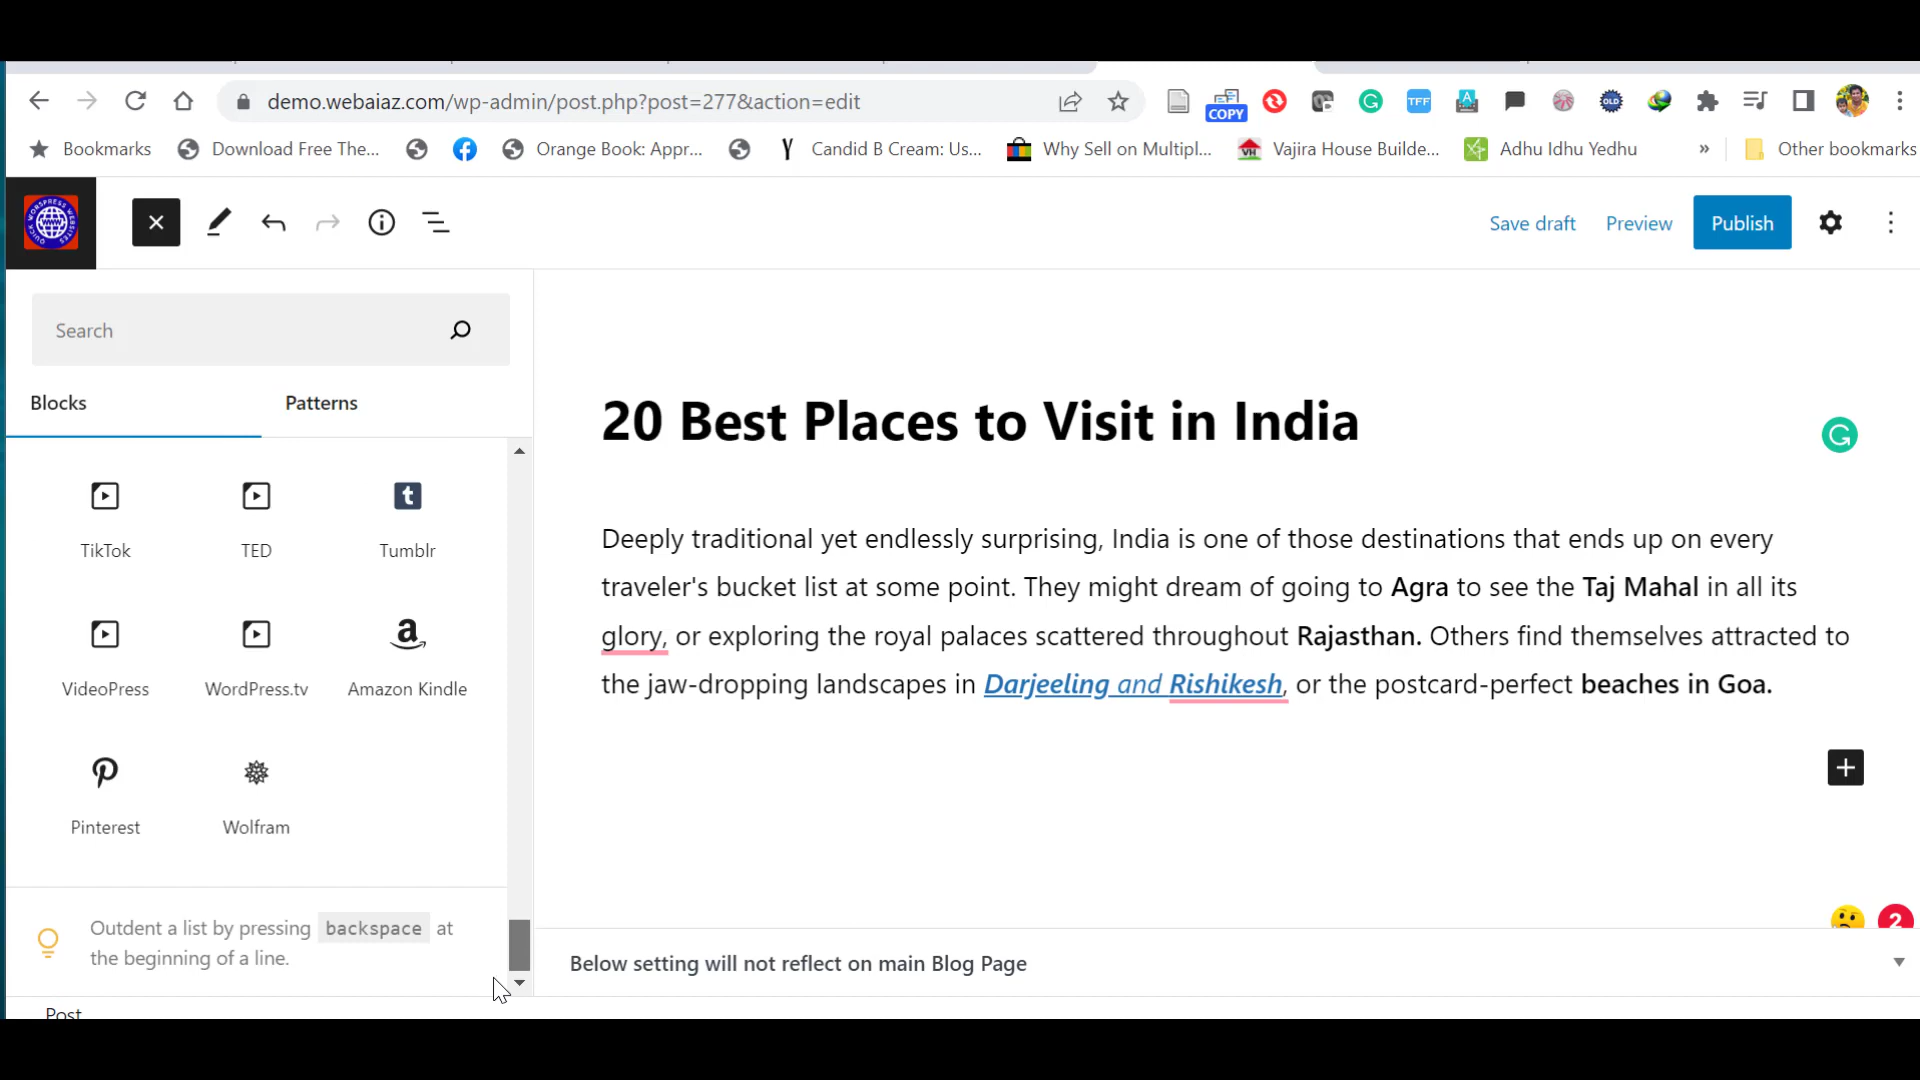 demo.webaiaz.com/wp-admin/post.php?post=277&action=edit
COPY
TFF
OLD
Bookmarks
Download Free The...
Orange Book: Appr...
Candid B Cream: Us...
Why Sell on Multipl...
Vajira House Builde...
Adhu Idhu Yedhu
»
Other bookmarks
Save draft
Preview
Publish
Search
Blocks
Patterns
20 Best Places to Visit in India
TikTok
TED
Tumblr
Deeply traditional yet endlessly surprising, India is one of those destinations that ends up on every
traveler's bucket list at some point. They might dream of going to Agra to see the Taj Mahal in all its
glory, or exploring the royal palaces scattered throughout Rajasthan. Others find themselves attracted to
the jaw-dropping landscapes in Darjeeling and Rishikesh, or the postcard-perfect beaches in Goa.
VideoPress
WordPress.tv
Amazon Kindle
Pinterest
Wolfram
Outdent a list by pressing backspace at
the beginning of a line.
2
Below setting will not reflect on main Blog Page
Post